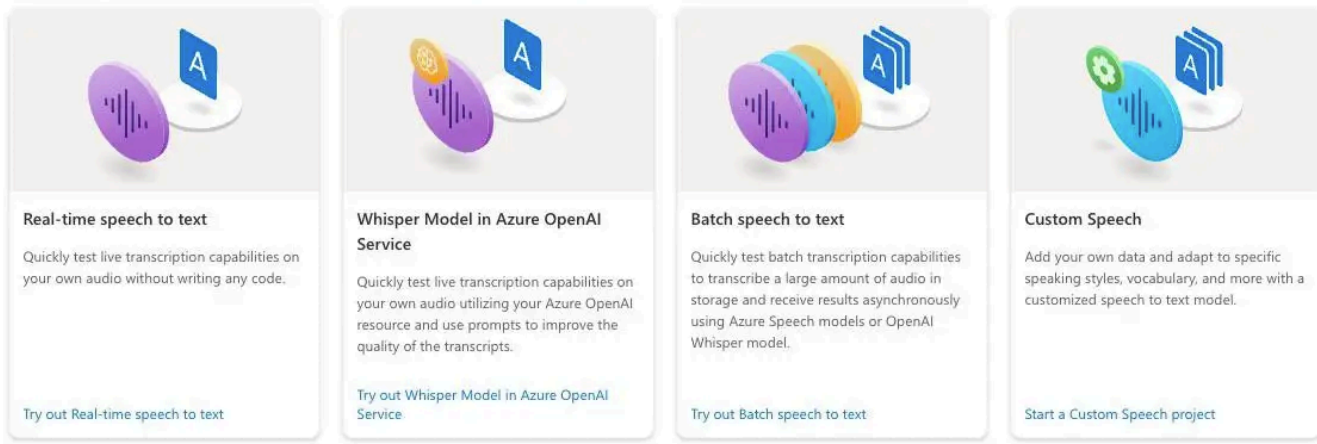 A
Real-time speech to text
Quickly test live transcription capabilities on
your own audio without writing any code.
Try out Real-time speech to text
A
Whisper Model in Azure OpenAI
Service
Quickly test live transcription capabilities on
your own audio utilizing your Azure OpenAI
resource and use prompts to improve the
quality of the transcripts.
Try out Whisper Model in Azure OpenAI
Service
A
Batch speech to text
Quickly test batch transcription capabilities
to transcribe a large amount of audio in
storage and receive results asynchronously
using Azure Speech models or OpenAI
Whisper model.
Try out Batch speech to text
A
Custom Speech
Add your own data and adapt to specific
speaking styles, vocabulary, and more with a
customized speech to text model.
Start a Custom Speech project